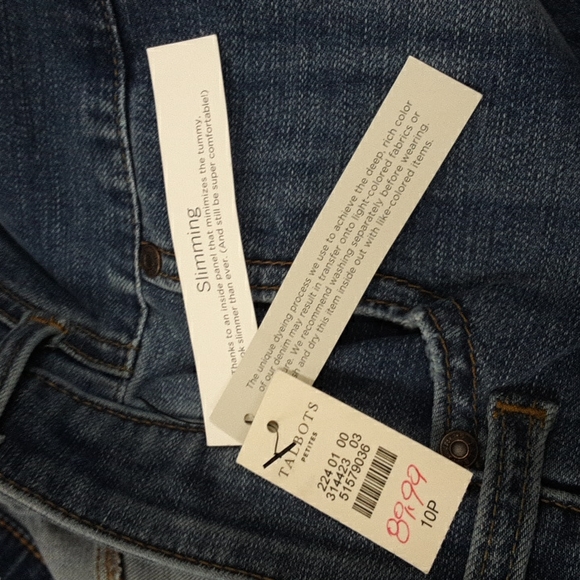 Slimming
Thanks to an inside panel that minimizes the tummy,
slimmer than ever. (And still be super comfortable!)
The unique dyeing process we use to achieve the deep, rich color
of our denim may result in transfer onto light-colored fabrics or
We recommend washing separately before wearing.
and dry this item inside out with like-colored items.
TALBOTS
PETITES
224 01 00
314423 03
51579036
89.99
10P